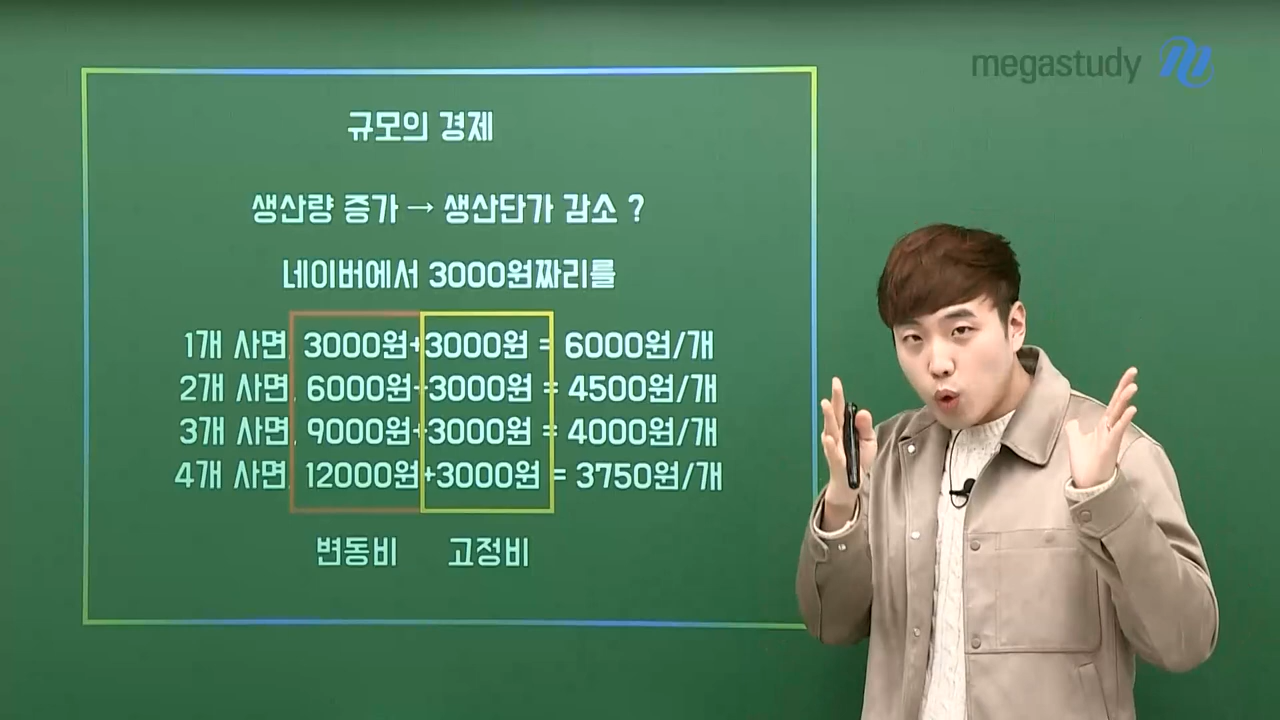 megastudy
규모의 경제
생산량 증가 → 생산단가 감소 ?
네이버에서 3000원짜리를
1개 사면, 3000원+3000원 = 6000원/개
2개 사면, 6000원+3000원 = 4500원/개
3개 사면, 9000원+3000원 = 4000원/개
4개 사면, 12000원+3000원 = 3750원/개
변동비 고정비